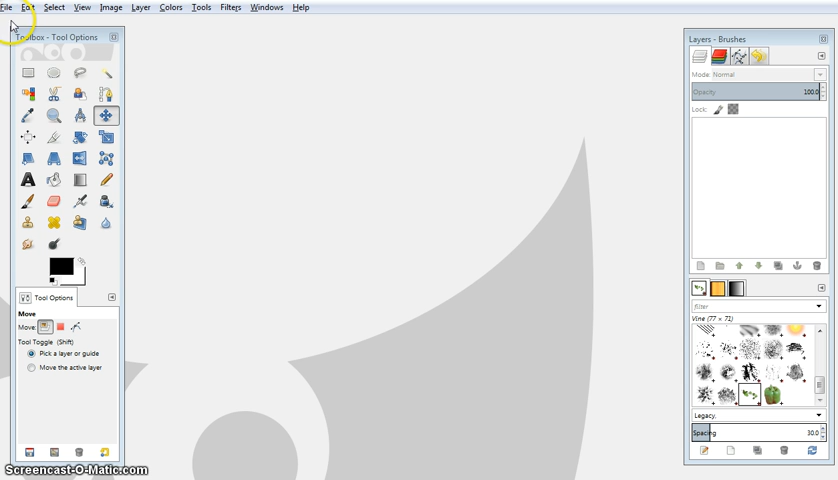 File Edit Select View Image Layer Colors Tools Filters Windows Help
Toolbox - Tool Options
Tool Options
Move
Move:
Tool Toggle (Shift)
Pick a layer or guide
Move the active layer
Layers - Brushes
Mode: Normal
Opacity 100.0
Lock:
filter
Vine (77 × 71)
Legacy,
Spacing 30.0
Screencast-O-Matic.com